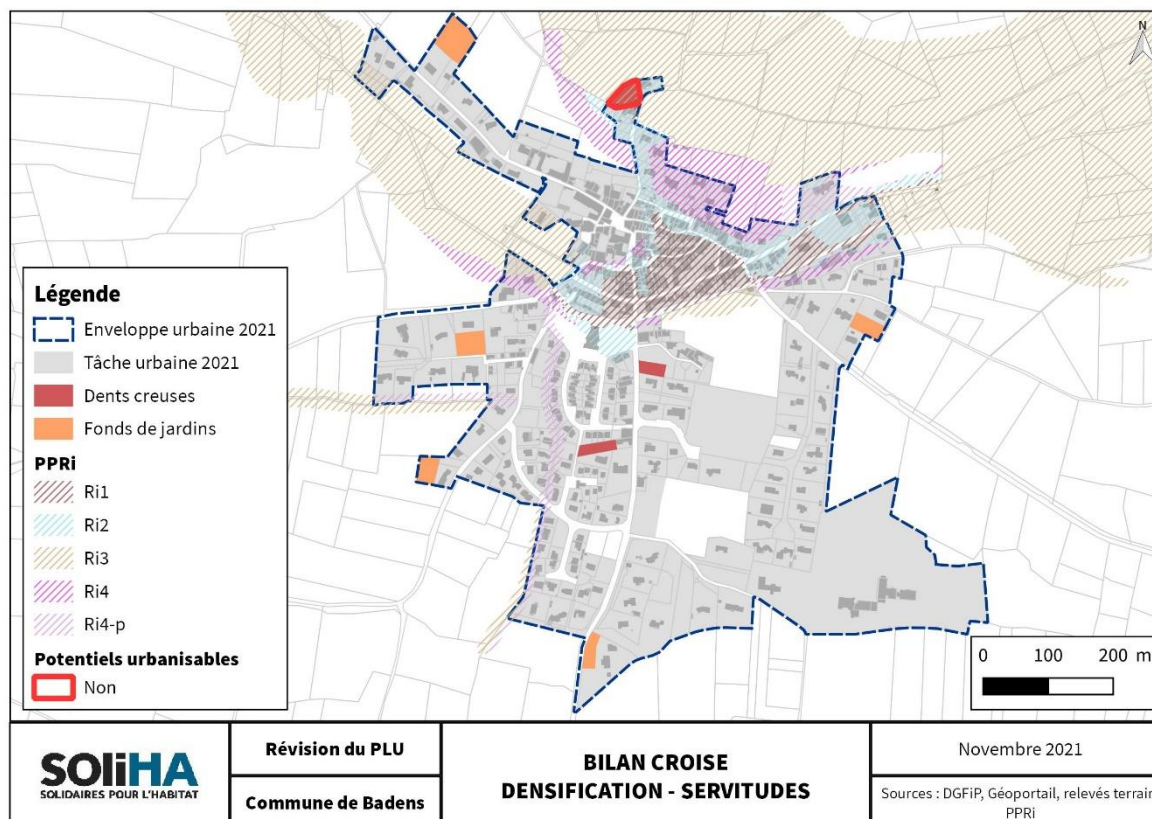 N
Légende
Enveloppe urbaine 2021
Tâche urbaine 2021
Dents creuses
Fonds de jardins
PPRi
Ri1
Ri2
Ri3
Ri4
Ri4-p
Potentiels urbanisables
Non
0 100 200 m
SOliHA
SOLIDAIRES POUR L'HABITAT
Révision du PLU
Commune de Badens
BILAN CROISE
DENSIFICATION - SERVITUDES
Novembre 2021
Sources : DGFiP, Géoportail, relevés terrain
PPRi